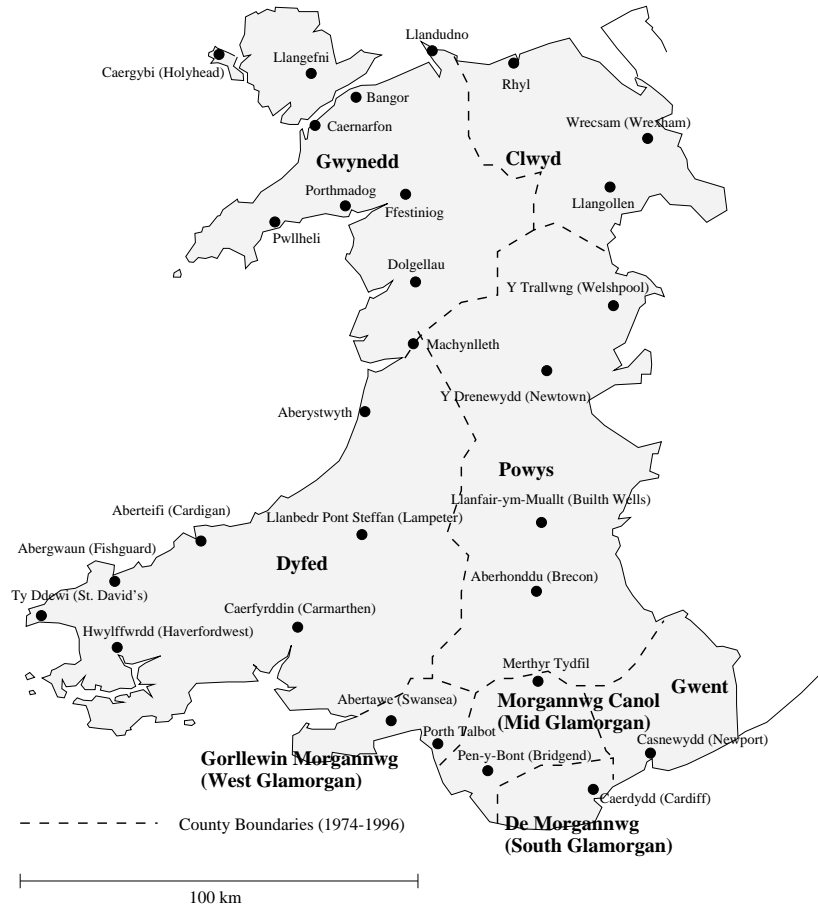 Llandudno
Caergybi (Holyhead)
Llangefni
Rhyl
Bangor
Caernarfon
Wrecsam (Wrexham)
Gwynedd
Clwyd
Porthmadog
Ffestiniog
Llangollen
Pwllheli
Dolgellau
Y Trallwng (Welshpool)
Machynlleth
Y Drenewydd (Newtown)
Aberystwyth
Powys
Llanfair-ym-Muallt (Builth Wells)
Aberteifi (Cardigan)
Llanbedr Pont Steffan (Lampeter)
Abergwaun (Fishguard)
Dyfed
Aberhonddu (Brecon)
Ty Ddewi (St. David's)
Caerfyrddin (Carmarthen)
Hwylffwrdd (Haverfordwest)
Merthyr Tydfil
Gwent
Abertawe (Swansea)
Morgannwg Canol
(Mid Glamorgan)
Porth Talbot
Casnewydd (Newport)
Gorllewin Morgannwg
(West Glamorgan)
Pen-y-Bont (Bridgend)
Caerdydd (Cardiff)
County Boundaries (1974-1996)
De Morgannwg
(South Glamorgan)
100 km